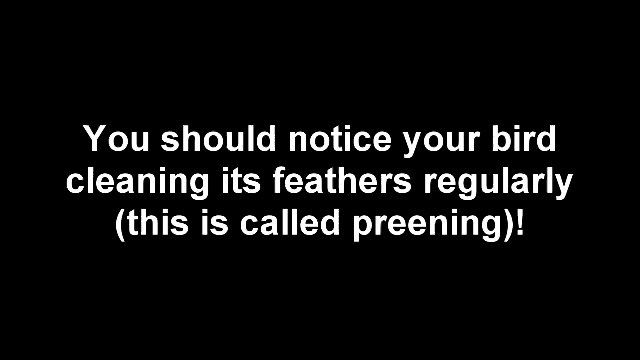 You should notice your bird
cleaning its feathers regularly
(this is called preening)!